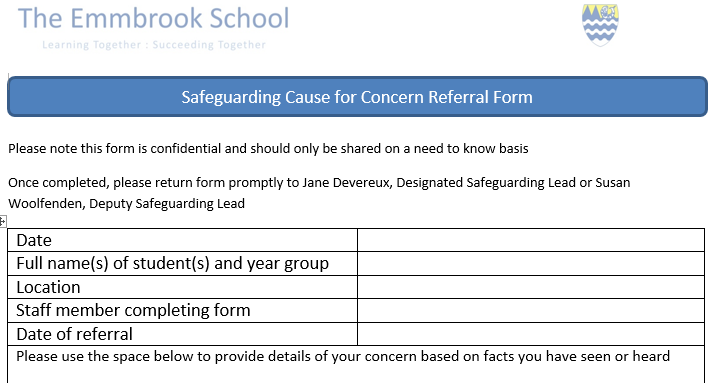 The Emmbrook School
Learning Together : Succeeding Together
Safeguarding Cause for Concern Referral Form
Please note this form is confidential and should only be shared on a need to know basis
Once completed, please return form promptly to Jane Devereux, Designated Safeguarding Lead or Susan
Woolfenden, Deputy Safeguarding Lead
Date
Full name(s) of student(s) and year group
Location
Staff member completing form
Date of referral
Please use the space below to provide details of your concern based on facts you have seen or heard